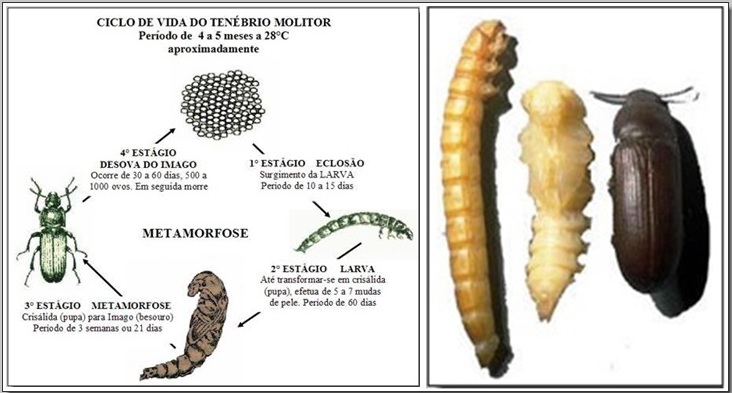 CICLO DE VIDA DO TENÉBRIO MOLITOR
Período de 4 a 5 meses a 28°C
aproximadamente
4° ESTÁGIO
DESOVA DO IMAGO
Ocorre de 30 a 60 dias, 500 a
1000 ovos. Em seguida morre
1° ESTÁGIO ECLOSÃO
Surgimento da LARVA
Período de 10 a 15 dias
METAMORFOSE
2° ESTÁGIO LARVA
Até transformar-se em crisálida
(pupa), efetua de 5 a 7 mudas
de pele. Período de 60 dias
3° ESTÁGIO METAMORFOSE
Crisálida (pupa) para Imago (besouro)
Período de 3 semanas ou 21 dias